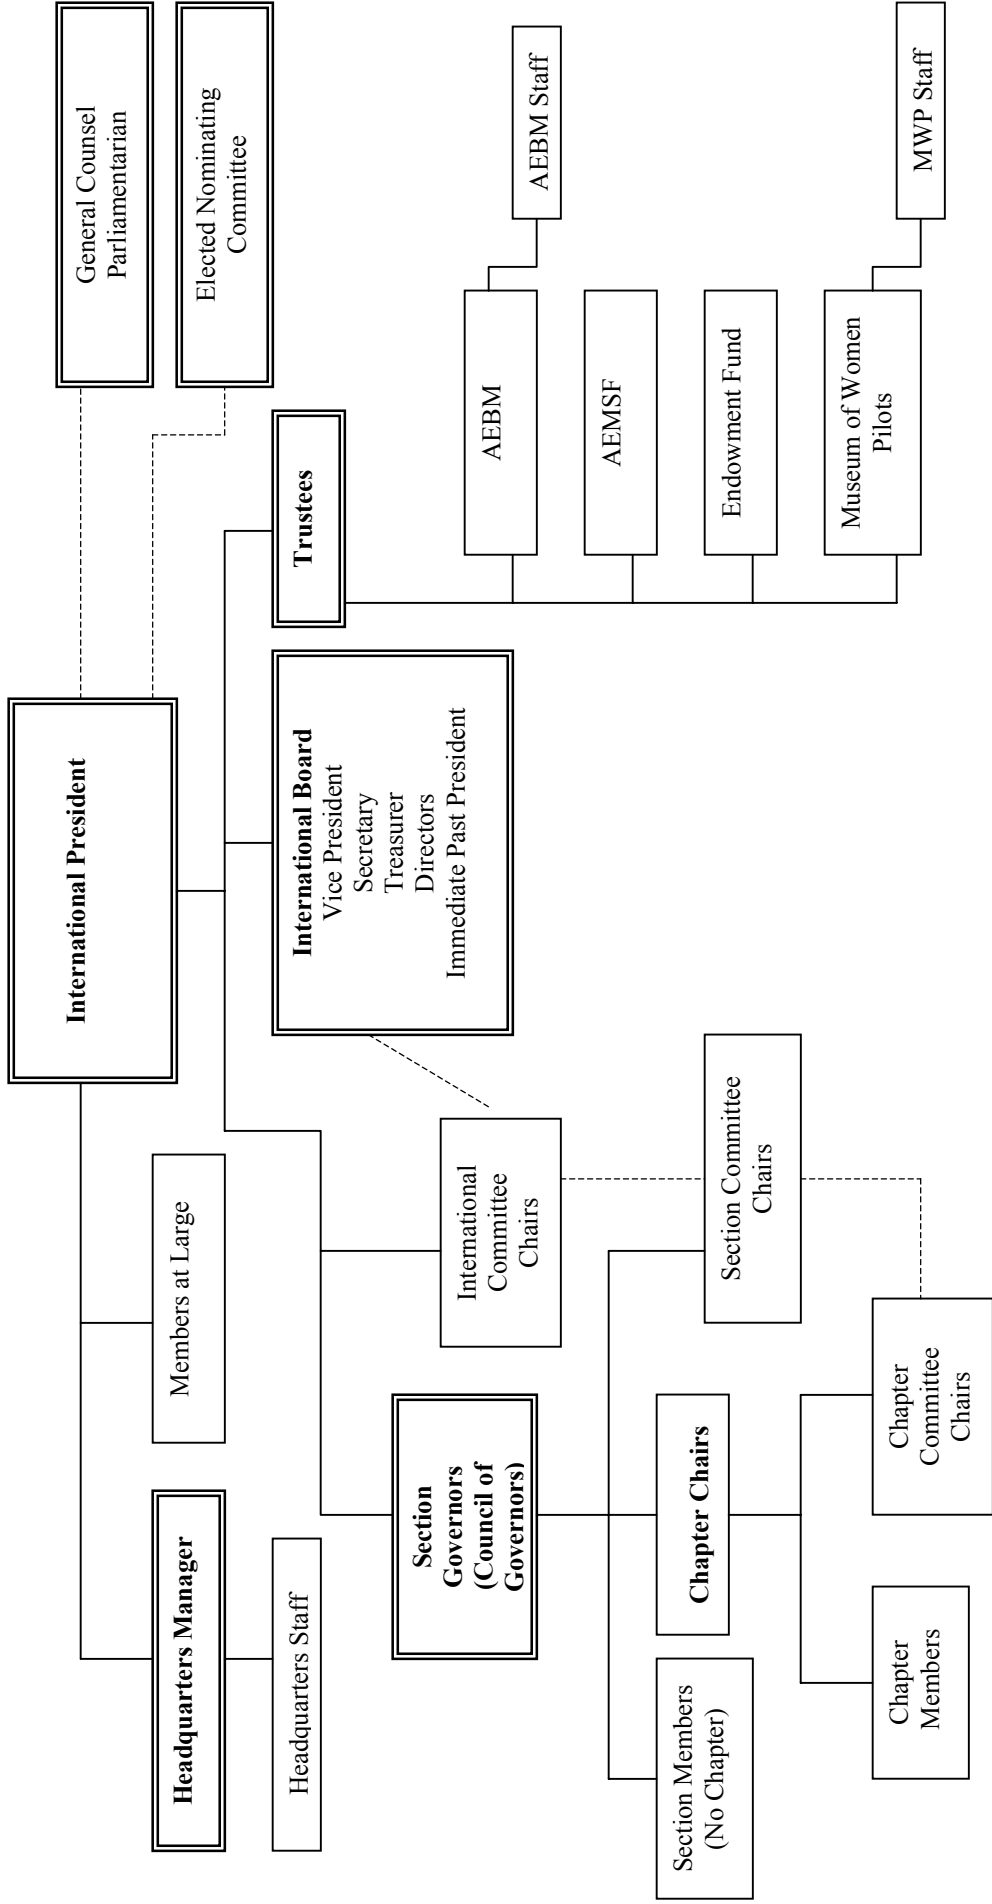 International President
General Counsel
Parliamentarian
Elected Nominating
Committee
Headquarters Manager
Members at Large
Headquarters Staff
International Board
Vice President
Secretary
Treasurer
Directors
Immediate Past President
Trustees
Section
Governors
(Council of
Governors)
International
Committee
Chairs
AEBM
AEBM Staff
AEMSF
Endowment Fund
Museum of Women
Pilots
MWP Staff
Section Members
(No Chapter)
Chapter Chairs
Section Committee
Chairs
Chapter
Members
Chapter
Committee
Chairs